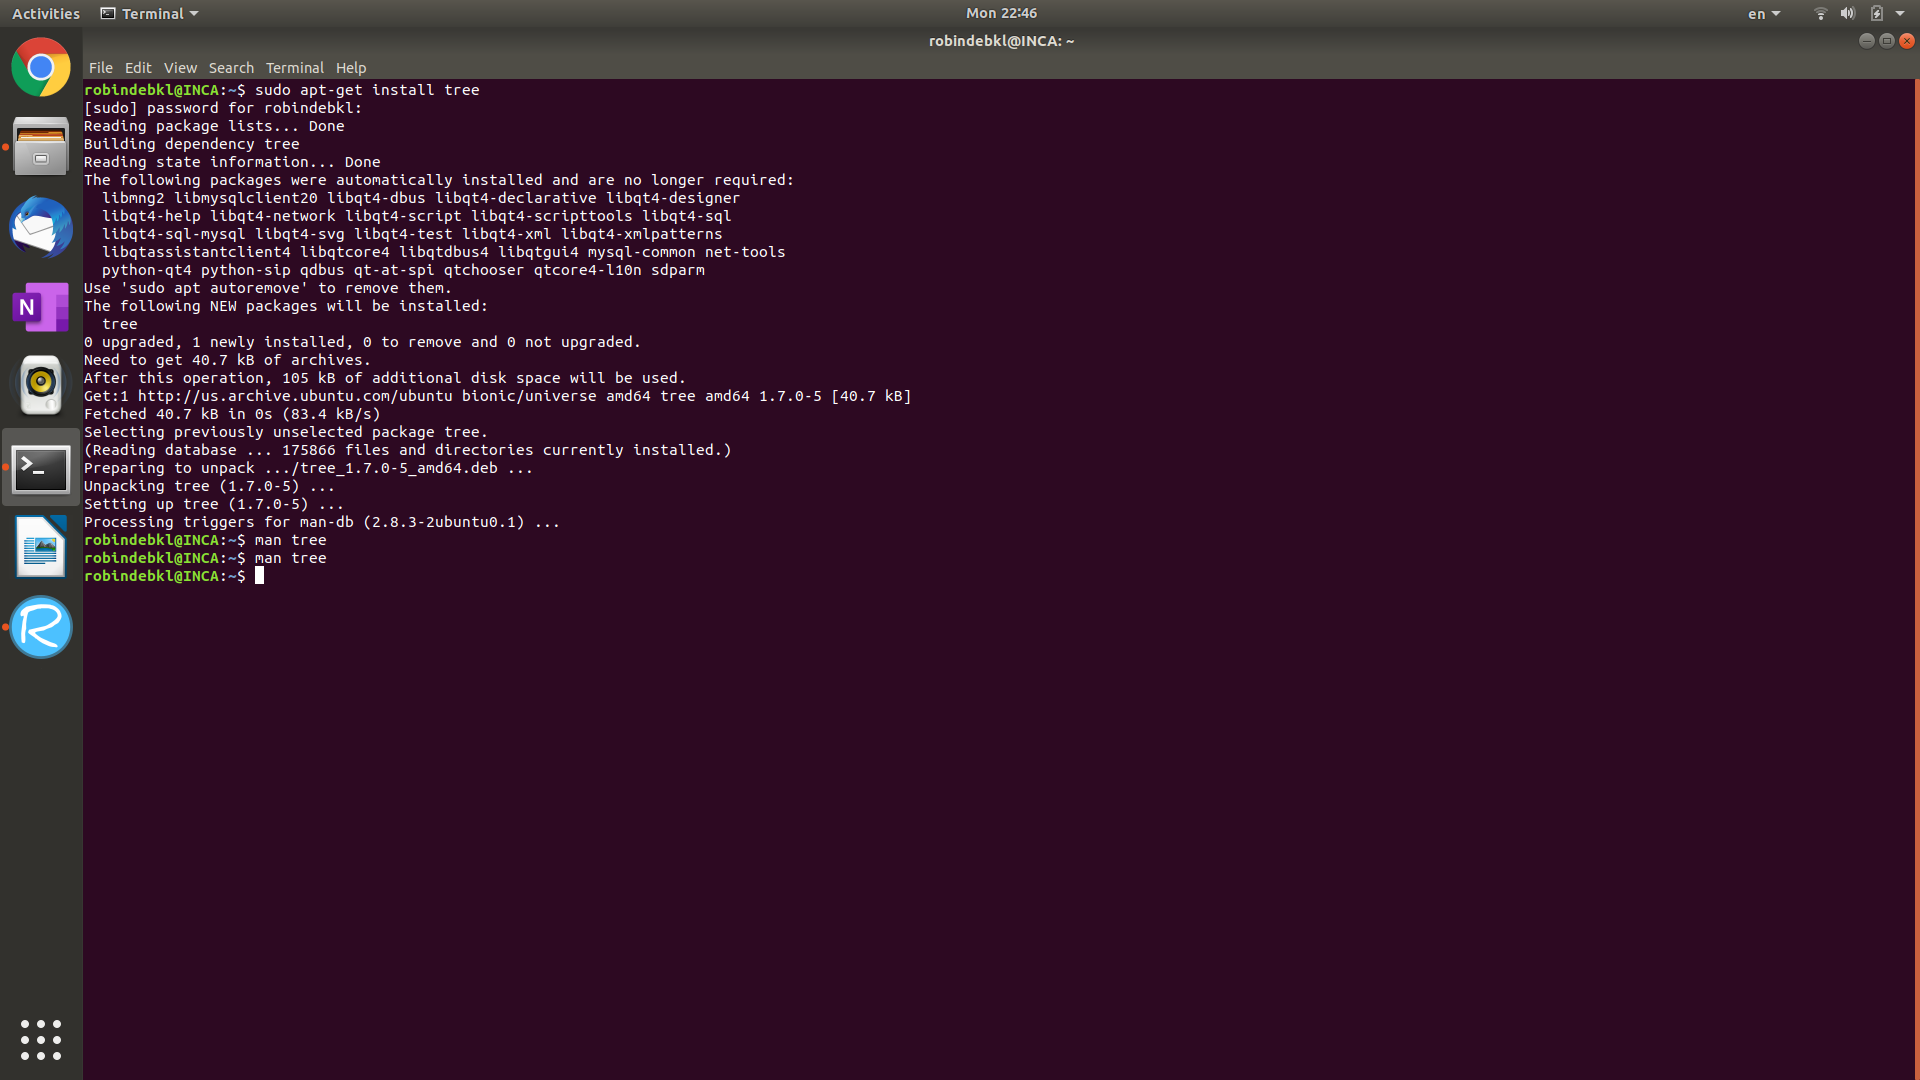 Activities Terminal Mon 22:46 en
robindebkl@INCA: ~
File Edit View Search Terminal Help
robindebkl@INCA:~$ sudo apt-get install tree
[sudo] password for robindebkl:
Reading package lists... Done
Building dependency tree
Reading state information... Done
The following packages were automatically installed and are no longer required:
  libmng2 libmysqlclient20 libqt4-dbus libqt4-declarative libqt4-designer
  libqt4-help libqt4-network libqt4-script libqt4-scripttools libqt4-sql
  libqt4-sql-mysql libqt4-svg libqt4-test libqt4-xml libqt4-xmlpatterns
  libqtassistantclient4 libqtcore4 libqtdbus4 libqtgui4 mysql-common net-tools
  python-qt4 python-sip qdbus qt-at-spi qtchooser qtcore4-l10n sdparm
Use 'sudo apt autoremove' to remove them.
The following NEW packages will be installed:
  tree
0 upgraded, 1 newly installed, 0 to remove and 0 not upgraded.
Need to get 40.7 kB of archives.
After this operation, 105 kB of additional disk space will be used.
Get:1 http://us.archive.ubuntu.com/ubuntu bionic/universe amd64 tree amd64 1.7.0-5 [40.7 kB]
Fetched 40.7 kB in 0s (83.4 kB/s)
Selecting previously unselected package tree.
(Reading database ... 175866 files and directories currently installed.)
Preparing to unpack .../tree_1.7.0-5_amd64.deb ...
Unpacking tree (1.7.0-5) ...
Setting up tree (1.7.0-5) ...
Processing triggers for man-db (2.8.3-2ubuntu0.1) ...
robindebkl@INCA:~$ man tree
robindebkl@INCA:~$ man tree
robindebkl@INCA:~$
N
>_
R